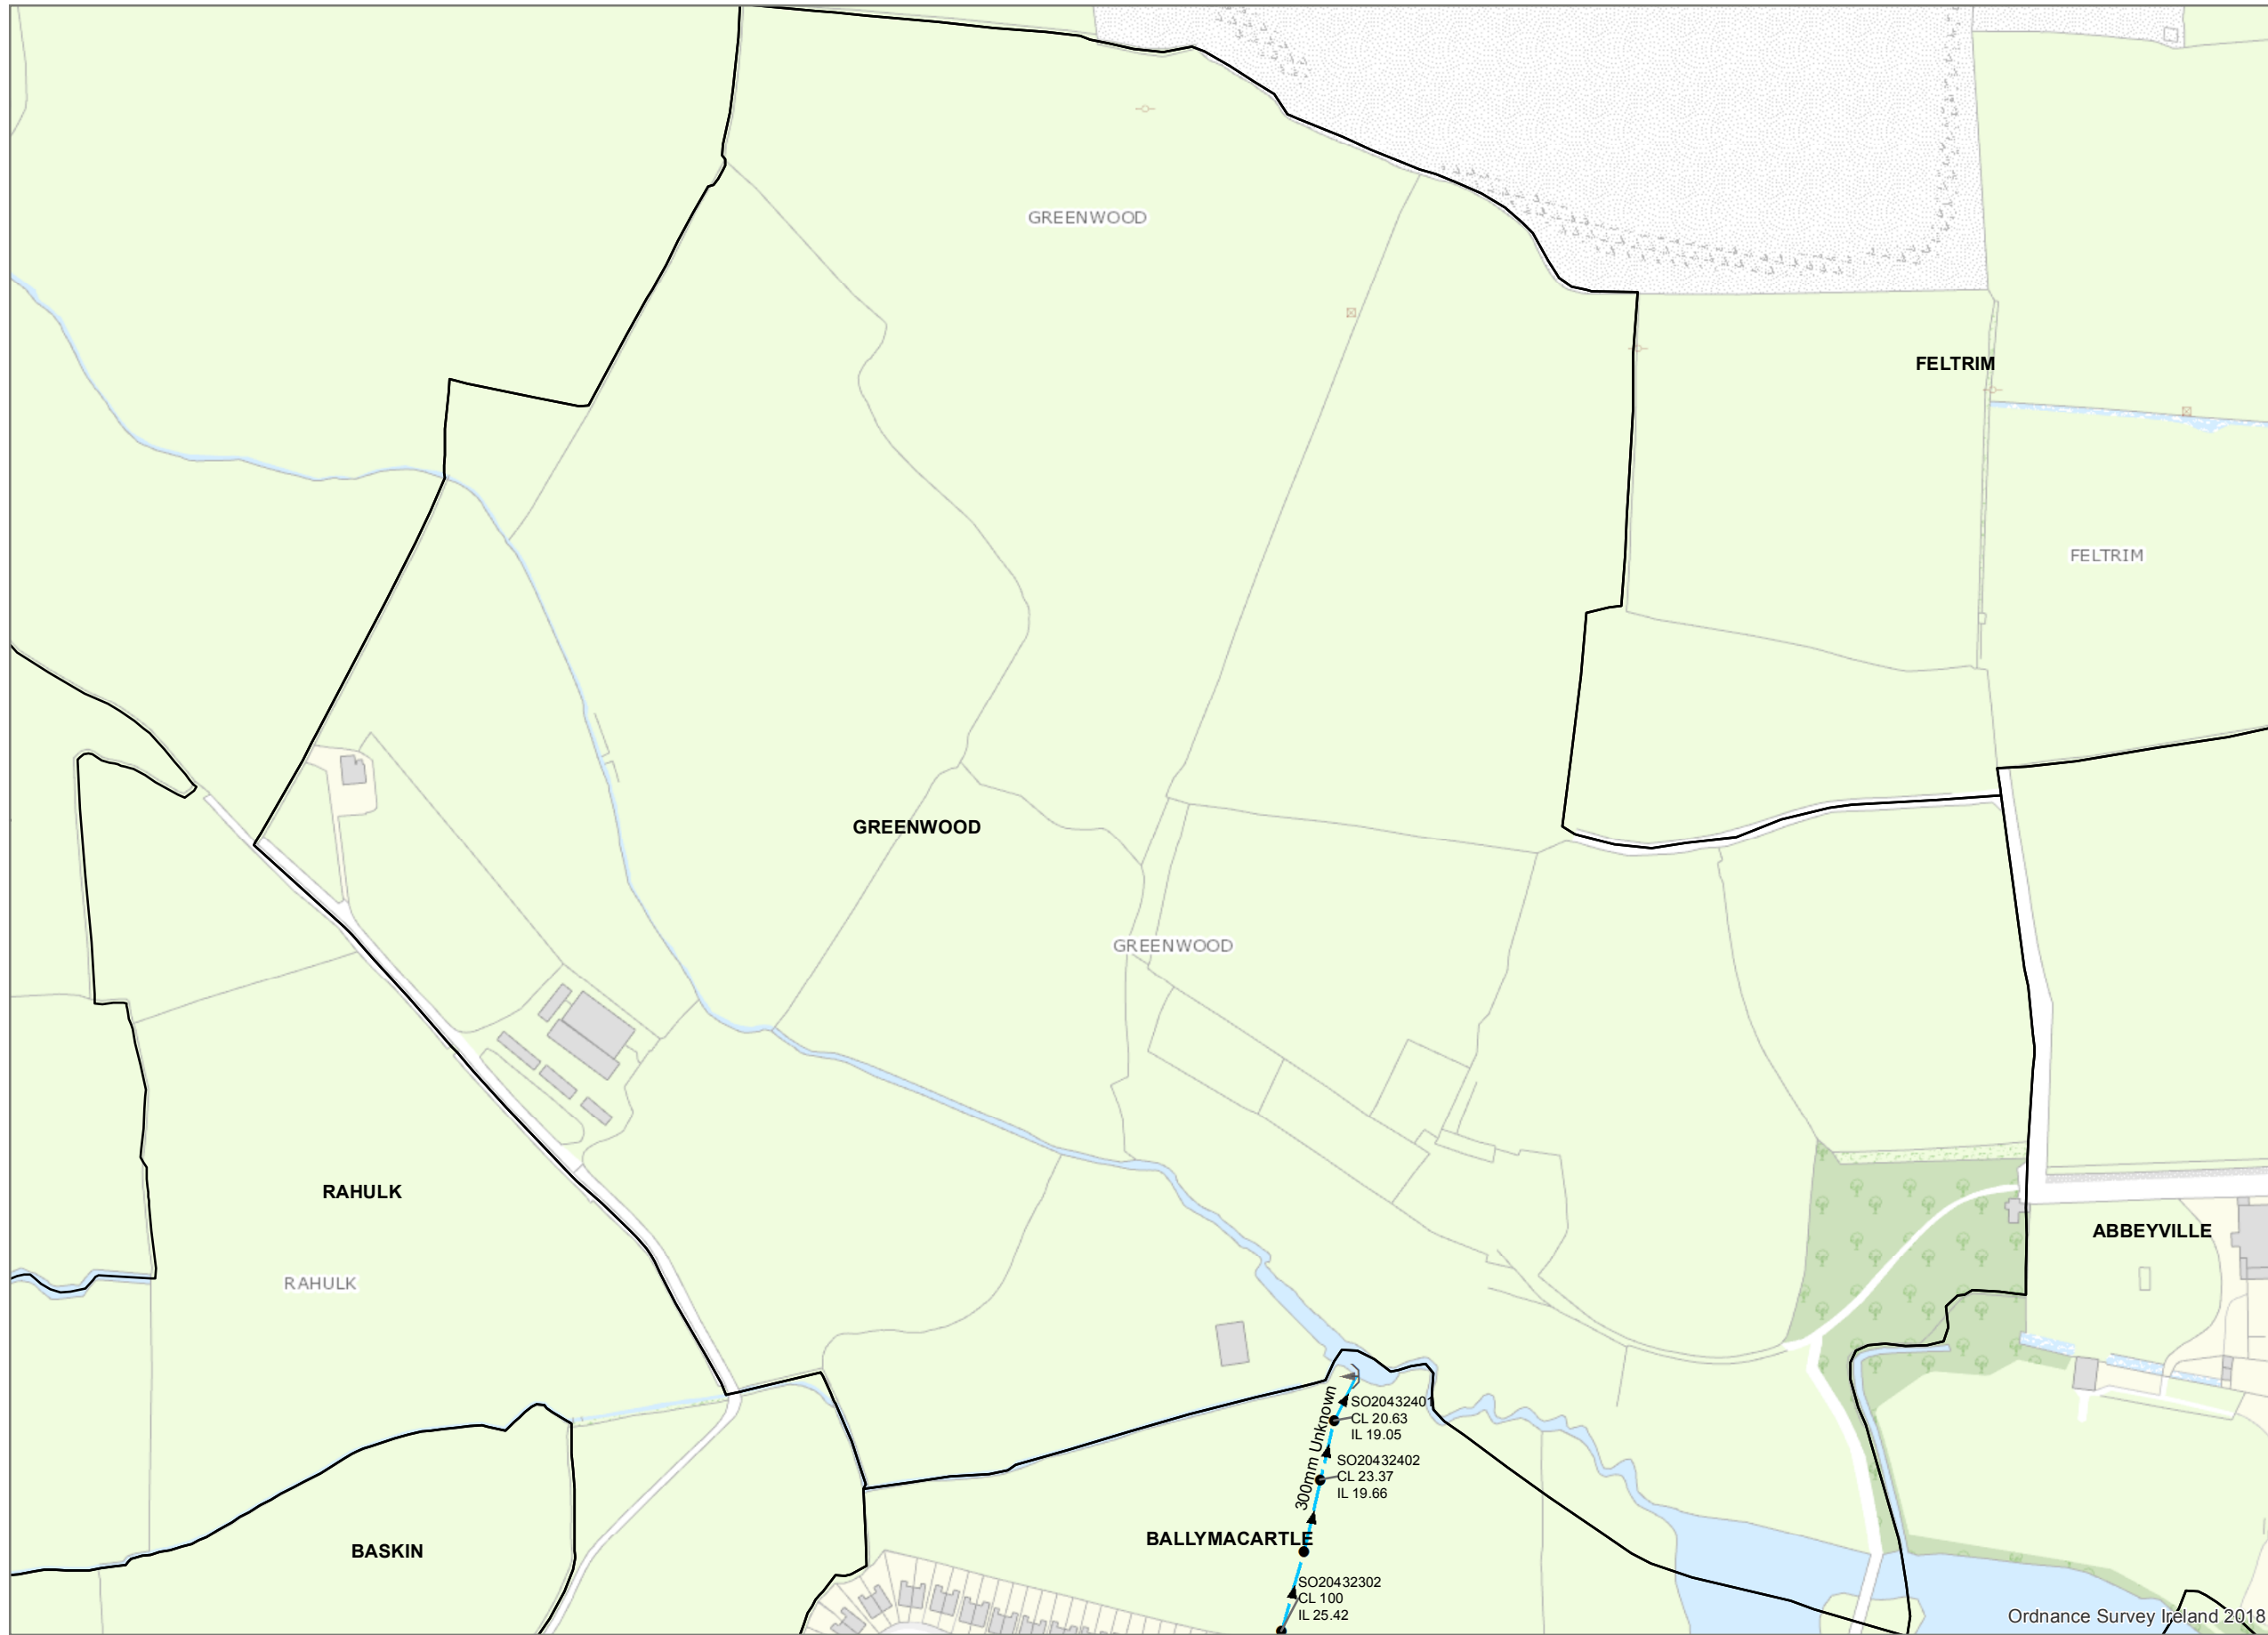 GREENWOOD
FELTRIM
FELTRIM
GREENWOOD
GREENWOOD
RAHULK
ABBEYVILLE
RAHULK
300mm Unknown
SO20432401
CL 20.63
IL 19.05
SO20432402
CL 23.37
IL 19.66
BALLYMACARTLE
BASKIN
SO20432302
CL 100
IL 25.42
Ordnance Survey Ireland 2018